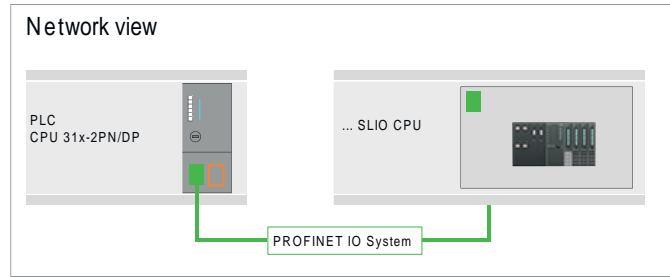 Network view
PLC
CPU 31x-2PN/DP
... SLIO CPU
PROFINET IO System